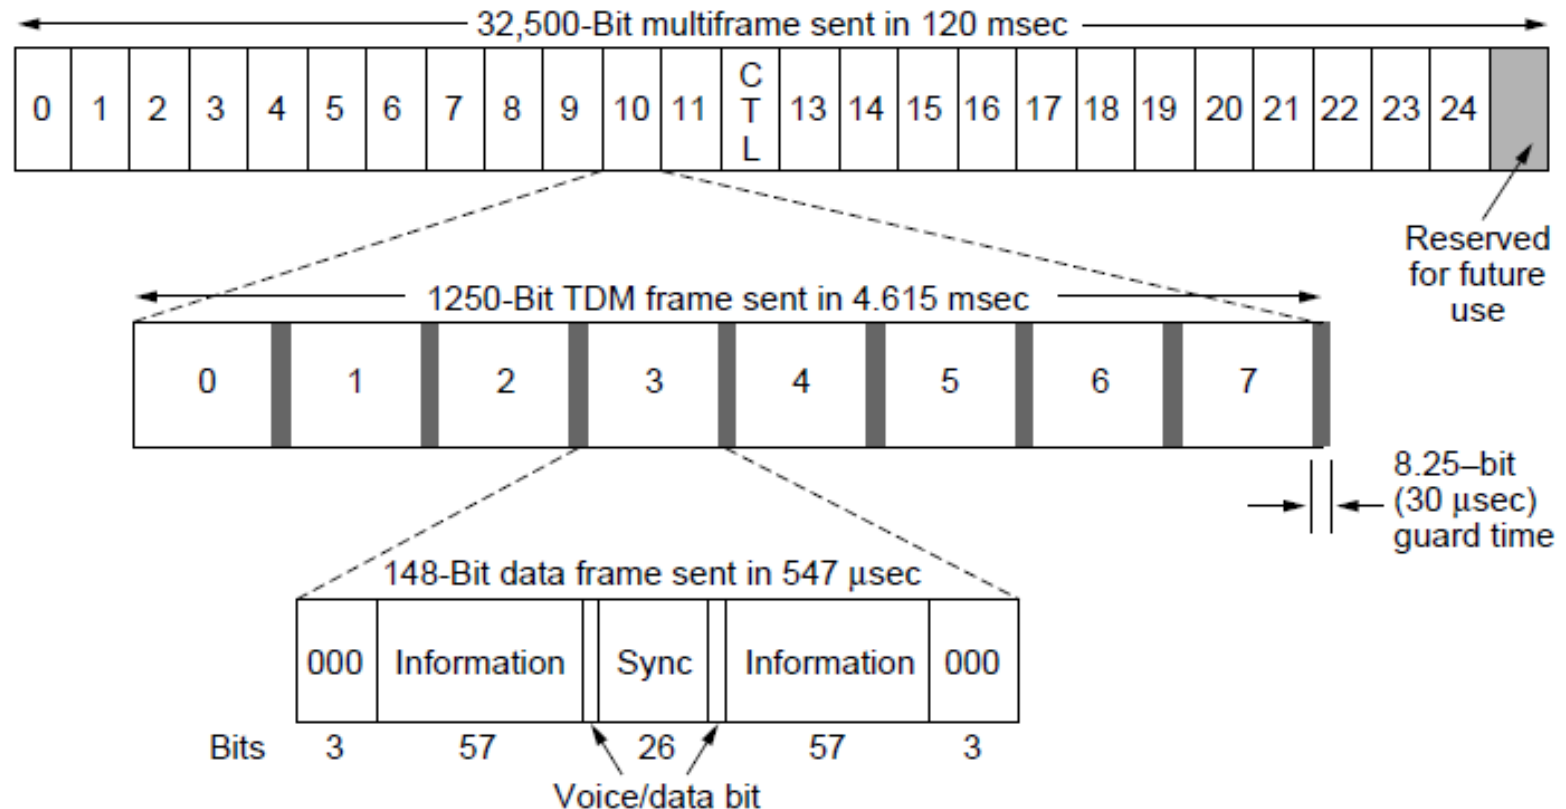 32,500-Bit multiframe sent in 120 msec
0 1 2 3 4 5 6 7 8 9 10 11 CTL 13 14 15 16 17 18 19 20 21 22 23 24
Reserved
for future
use
1250-Bit TDM frame sent in 4.615 msec
0 1 2 3 4 5 6 7
8.25–bit
(30 μsec)
guard time
148-Bit data frame sent in 547 μsec
000 Information Sync Information 000
Bits 3 57 26 57 3
Voice/data bit